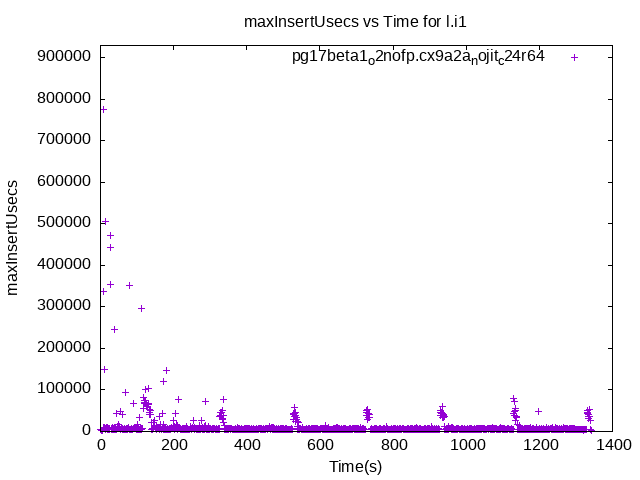 maxInsertUsecs vs Time for l.i1
pg17beta1o2nofp.cx9a2anojitc24r64
900000
800000
700000
600000
500000
400000
300000
200000
100000
0
maxInsertUsecs
0 200 400 600 800 1000 1200 1400
Time(s)